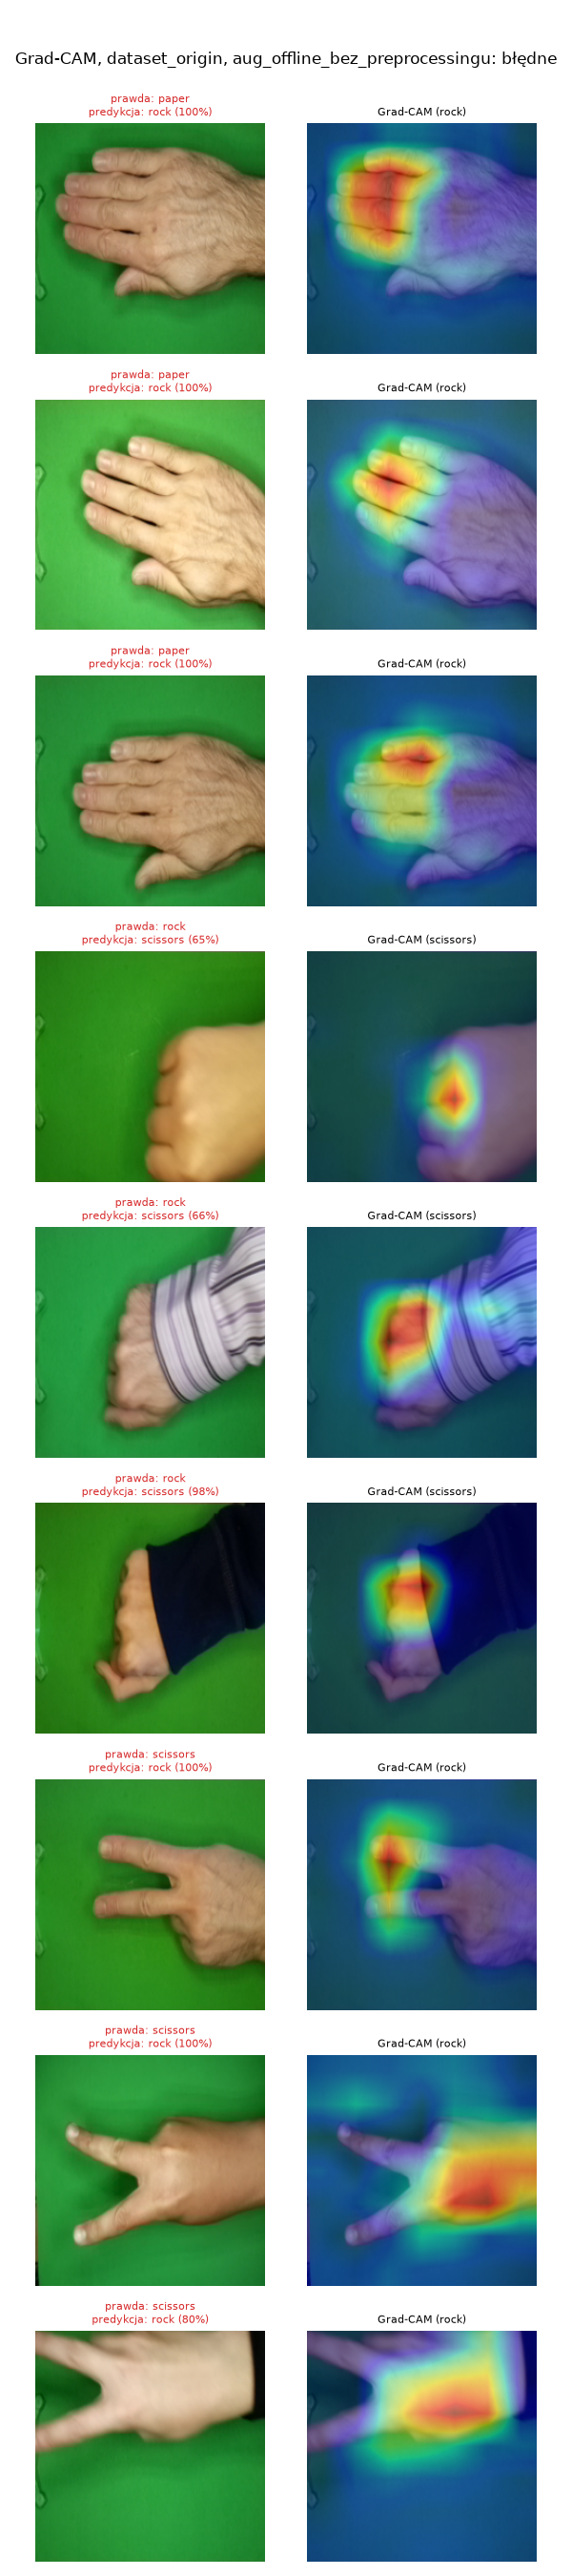 Grad-CAM, dataset_origin, aug_offline_bez_preprocessingu: błędne
prawda: paper
predykcja: rock (100%)
Grad-CAM (rock)
prawda: paper
predykcja: rock (100%)
Grad-CAM (rock)
prawda: paper
predykcja: rock (100%)
Grad-CAM (rock)
prawda: rock
predykcja: scissors (65%)
Grad-CAM (scissors)
prawda: rock
predykcja: scissors (66%)
Grad-CAM (scissors)
prawda: rock
predykcja: scissors (98%)
Grad-CAM (scissors)
prawda: scissors
predykcja: rock (100%)
Grad-CAM (rock)
prawda: scissors
predykcja: rock (100%)
Grad-CAM (rock)
prawda: scissors
predykcja: rock (80%)
Grad-CAM (rock)